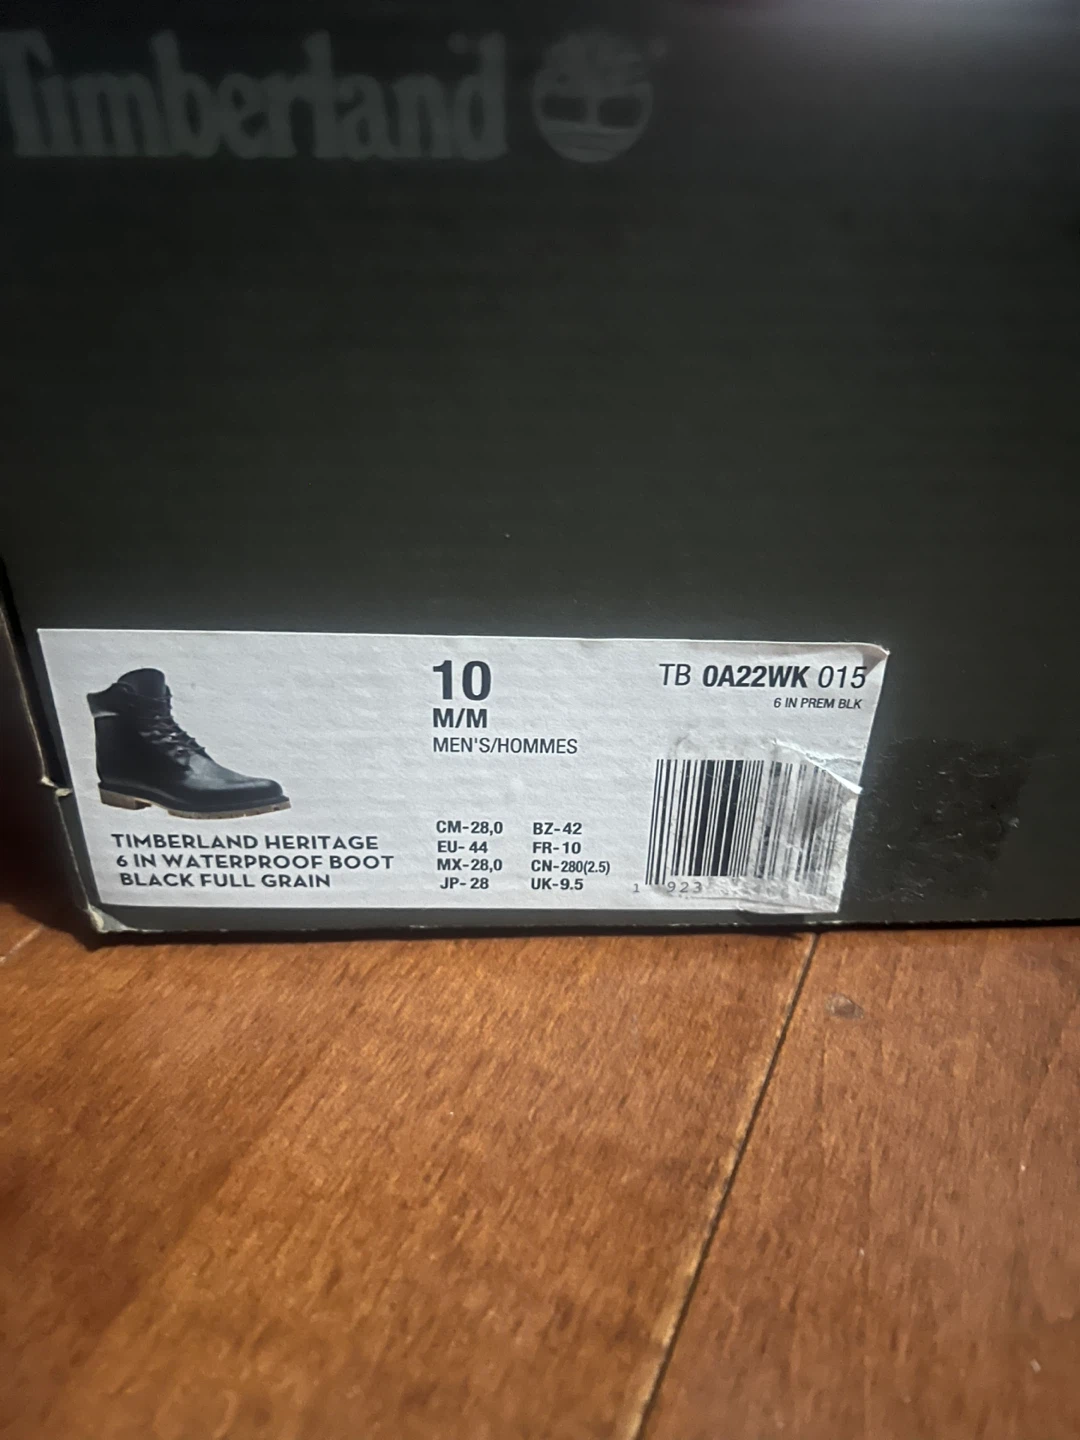 Timberland
10
M/M
MEN'S/HOMMES
TB 0A22WK 015
6 IN PREM BLK
TIMBERLAND HERITAGE
6 IN WATERPROOF BOOT
BLACK FULL GRAIN
CM-28,0 BZ-42
EU-44 FR-10
MX-28,0 CN-280(2.5)
JP-28 UK-9.5
1 923